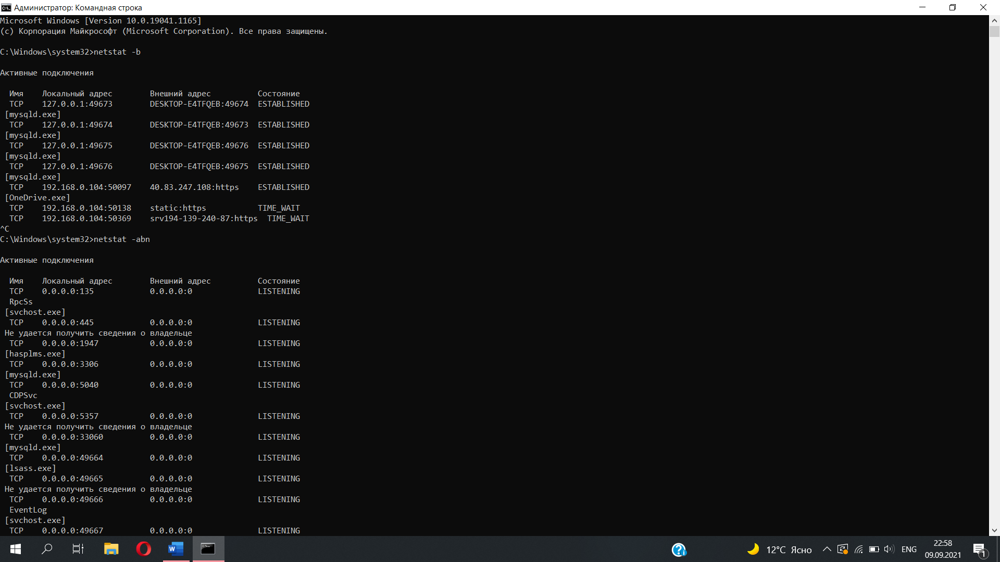 Администратор: Командная строка
Microsoft Windows [Version 10.0.19041.1165]
(c) Корпорация Майкрософт (Microsoft Corporation). Все права защищены.
C:\Windows\system32>netstat -b
Активные подключения
Имя Локальный адрес Внешний адрес Состояние
TCP 127.0.0.1:49673 DESKTOP-E4TFQEB:49674 ESTABLISHED
[mysqld.exe]
TCP 127.0.0.1:49674 DESKTOP-E4TFQEB:49673 ESTABLISHED
[mysqld.exe]
TCP 127.0.0.1:49675 DESKTOP-E4TFQEB:49676 ESTABLISHED
[mysqld.exe]
TCP 127.0.0.1:49676 DESKTOP-E4TFQEB:49675 ESTABLISHED
[mysqld.exe]
TCP 192.168.0.104:50097 40.83.247.108:https ESTABLISHED
[OneDrive.exe]
TCP 192.168.0.104:50138 static:https TIME_WAIT
TCP 192.168.0.104:50369 srv194-139-240-87:https TIME_WAIT
^C
C:\Windows\system32>netstat -abn
Активные подключения
Имя Локальный адрес Внешний адрес Состояние
TCP 0.0.0.0:135 0.0.0.0:0 LISTENING
RpcSs
[svchost.exe]
TCP 0.0.0.0:445 0.0.0.0:0 LISTENING
Не удается получить сведения о владельце
TCP 0.0.0.0:1947 0.0.0.0:0 LISTENING
[hasplms.exe]
TCP 0.0.0.0:3306 0.0.0.0:0 LISTENING
[mysqld.exe]
TCP 0.0.0.0:5040 0.0.0.0:0 LISTENING
CDPSvc
[svchost.exe]
TCP 0.0.0.0:5357 0.0.0.0:0 LISTENING
Не удается получить сведения о владельце
TCP 0.0.0.0:33060 0.0.0.0:0 LISTENING
[mysqld.exe]
TCP 0.0.0.0:49664 0.0.0.0:0 LISTENING
[lsass.exe]
TCP 0.0.0.0:49665 0.0.0.0:0 LISTENING
Не удается получить сведения о владельце
TCP 0.0.0.0:49666 0.0.0.0:0 LISTENING
EventLog
[svchost.exe]
TCP 0.0.0.0:49667 0.0.0.0:0 LISTENING
12°C Ясно ENG 22:58
09.09.2021
1